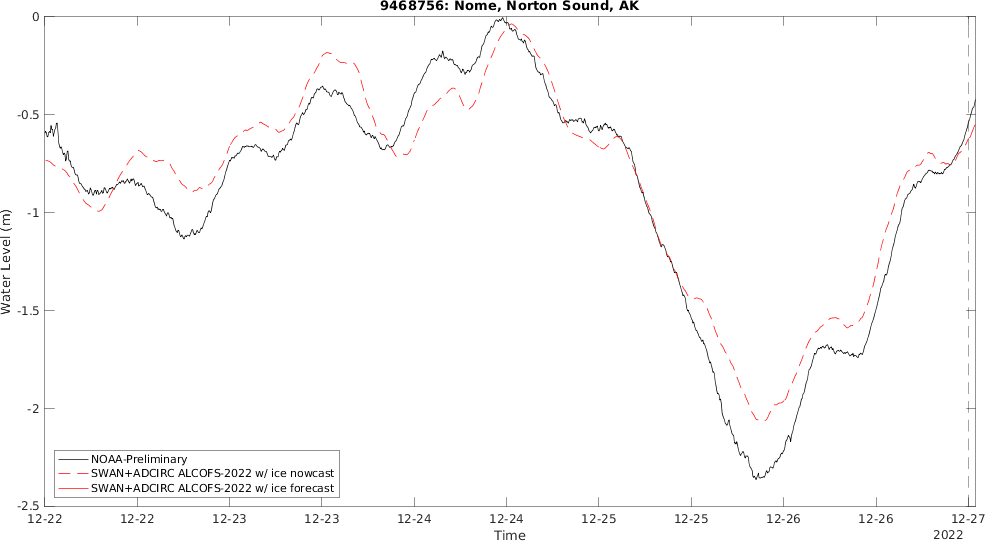 9468756: Nome, Norton Sound, AK
0
-0.5
-1
-1.5
-2
-2.5
Water Level (m)
NOAA-Preliminary
SWAN+ADCIRC ALCOFS-2022 w/ ice nowcast
SWAN+ADCIRC ALCOFS-2022 w/ ice forecast
12-22 12-22 12-23 12-23 12-24 12-24 12-25 12-25 12-26 12-26 12-27
Time
2022